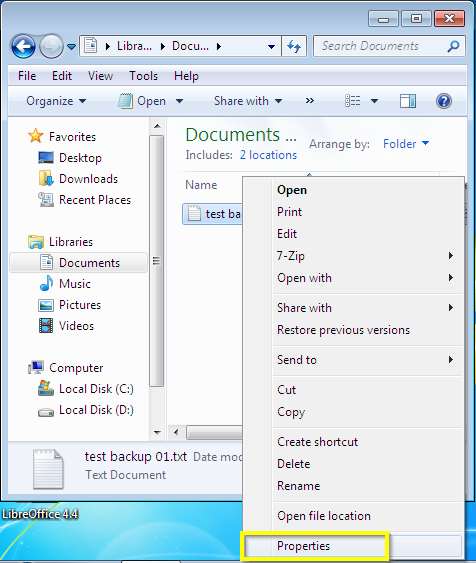 Libra... Docu...
Search Documents
File Edit View Tools Help
Organize Open Share with »
Favorites
Desktop
Downloads
Recent Places
Libraries
Documents
Music
Pictures
Videos
Computer
Local Disk (C:)
Local Disk (D:)
Documents ...
Includes: 2 locations
Arrange by: Folder
Name
test ba
Open
Print
Edit
7-Zip
Open with
Share with
Restore previous versions
Send to
Cut
Copy
Create shortcut
Delete
Rename
Open file location
Properties
test backup 01.txt Date mod
Text Document
LibreOffice 4.4